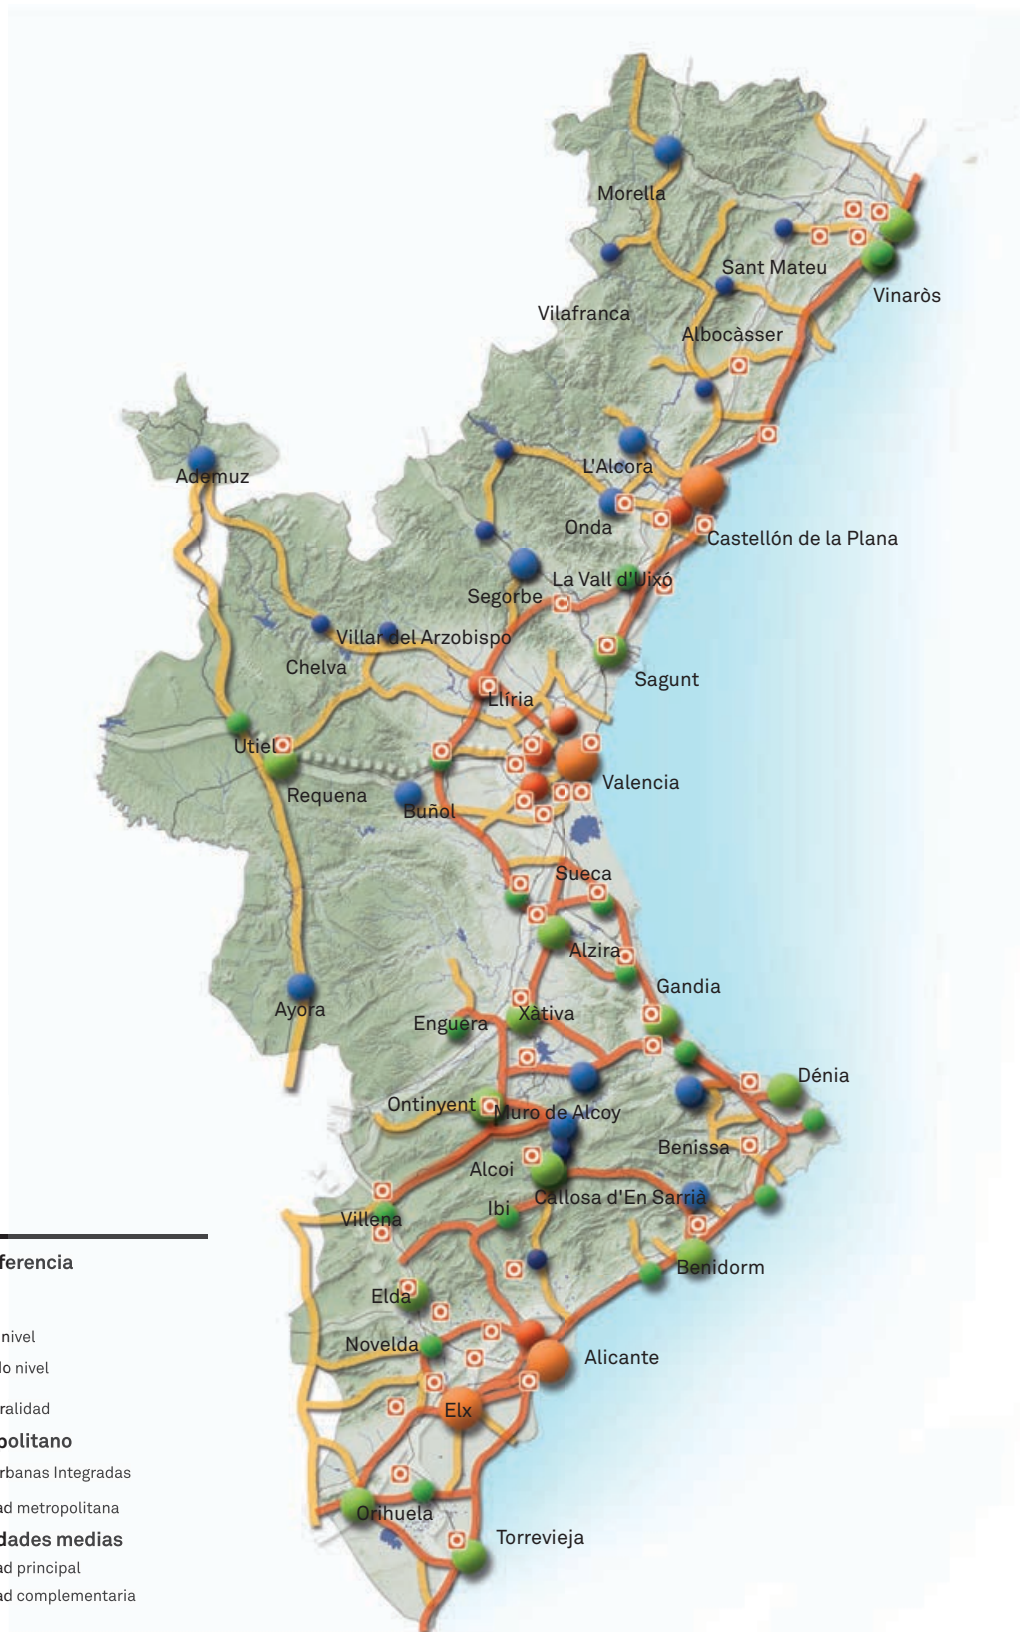 Morella
Sant Mateu
Vinaròs
Vilafranca
Albocàsser
L'Alcora
Ademuz
Onda
Castellón de la Plana
La Vall d'Uixó
Segorbe
Villar del Arzobispo
Chelva
Sagunt
Llíria
Utiel
Requena
Valencia
Buñol
Sueca
Alzira
Gandia
Ayora
Enguera
Xàtiva
Dénia
Ontinyent
Muro de Alcoy
Benissa
Alcoi
Callosa d'En Sarrià
Ibi
Villena
Benidorm
Elda
Novelda
Alicante
Elx
Orihuela
Torrevieja
ferencia
nivel
lo nivel
ralidad
politano
rbanas Integradas
ad metropolitana
dades medias
ad principal
ad complementaria